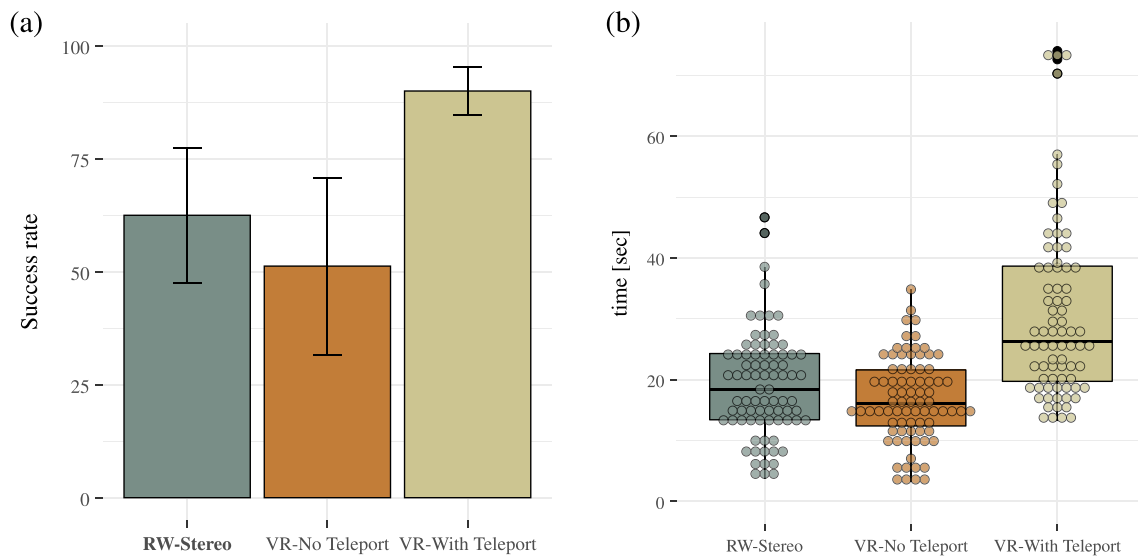 (a)
100
75
50
25
0
Success rate
RW-Stereo VR-No Teleport VR-With Teleport
(b)
60
40
20
0
time [sec]
RW-Stereo VR-No Teleport VR-With Teleport